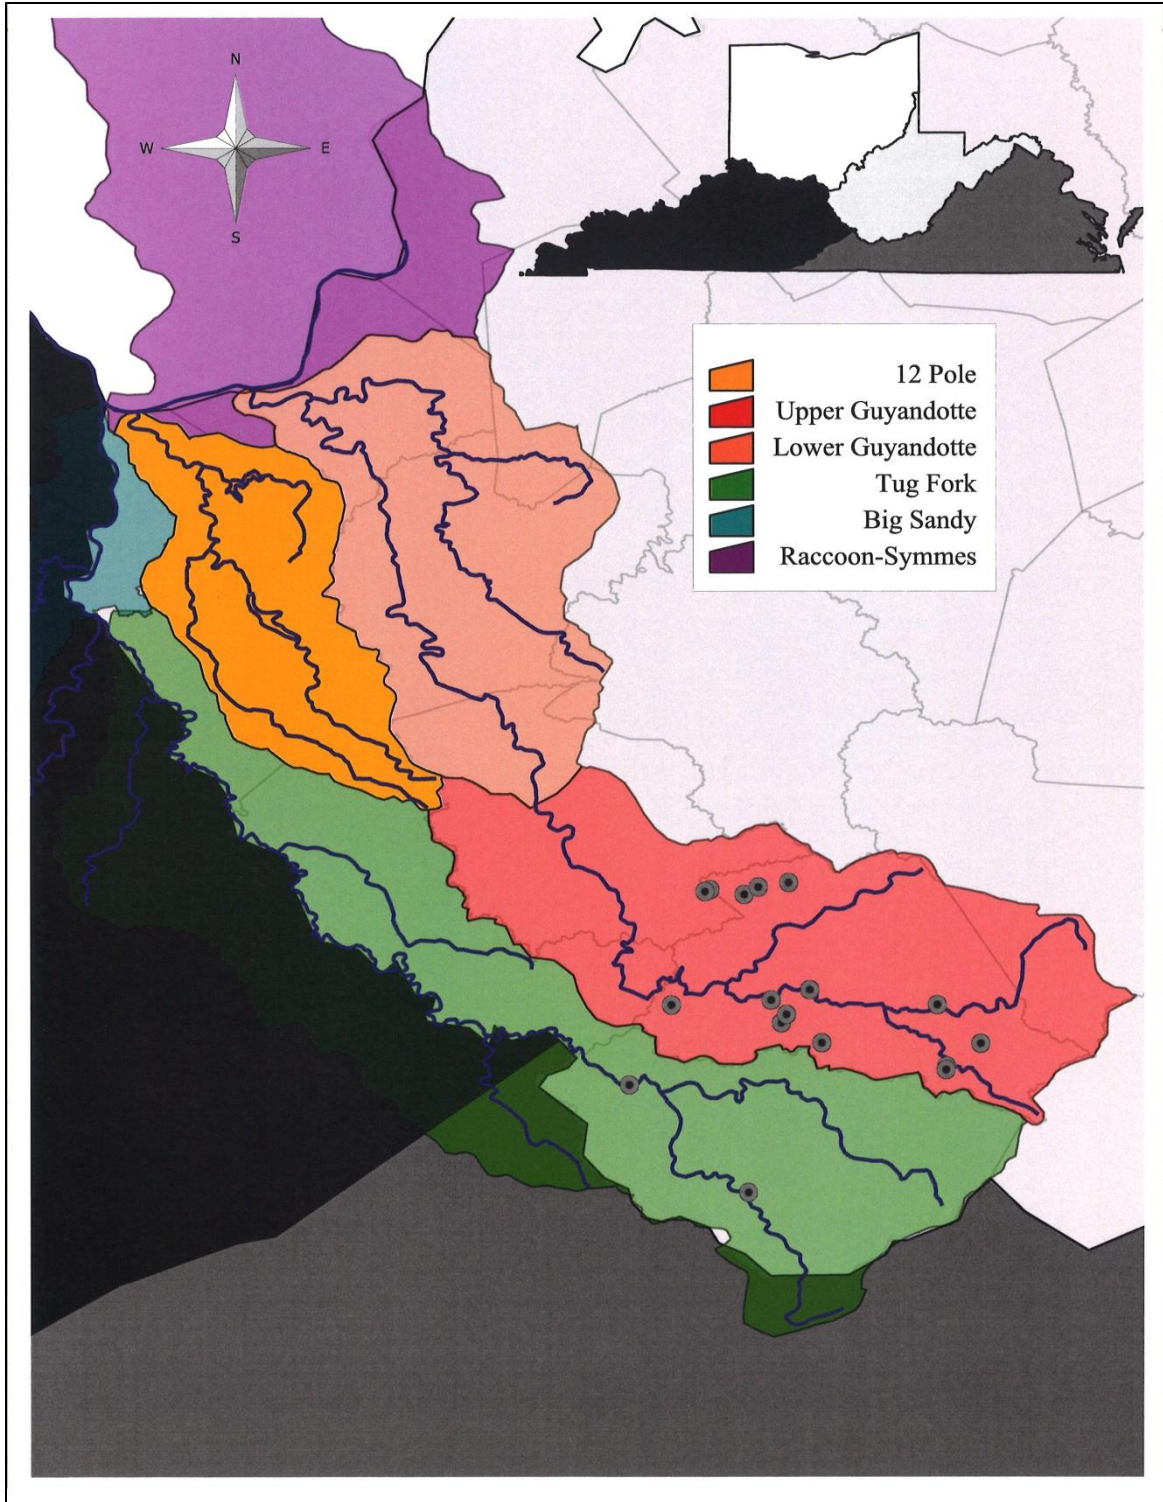 N
W
E
S
12 Pole
Upper Guyandotte
Lower Guyandotte
Tug Fork
Big Sandy
Raccoon-Symmes